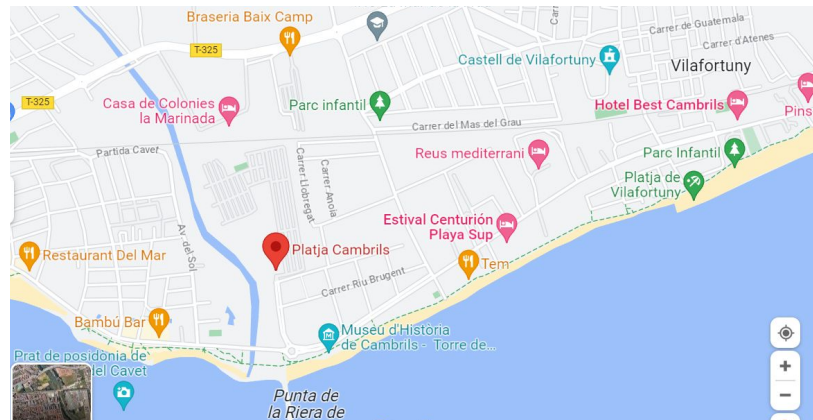 Braseria Baix Camp
Carrer de Guatemala
Carrer d'Atenes
T-325
Castell de Vilafortuny
Vilafortuny
T-325
Casa de Colonies
la Marinada
Parc infantil
Hotel Best Cambrils
Pins
Carrer del Mas del Grau
Partida Cavet
Reus mediterrani
Parc Infantil
Platja de
Vilafortuny
Carrer Llobregat
Carrer Anoia
Estival Centurión
Playa Sup
Av. del Sol
Restaurant Del Mar
Platja Cambrils
Tem
Carrer Riu Brugent
Bambú Bar
Museu d'Història
de Cambrils - Torre de...
Prat de posidònia de
del Cavet
Punta de
la Riera de